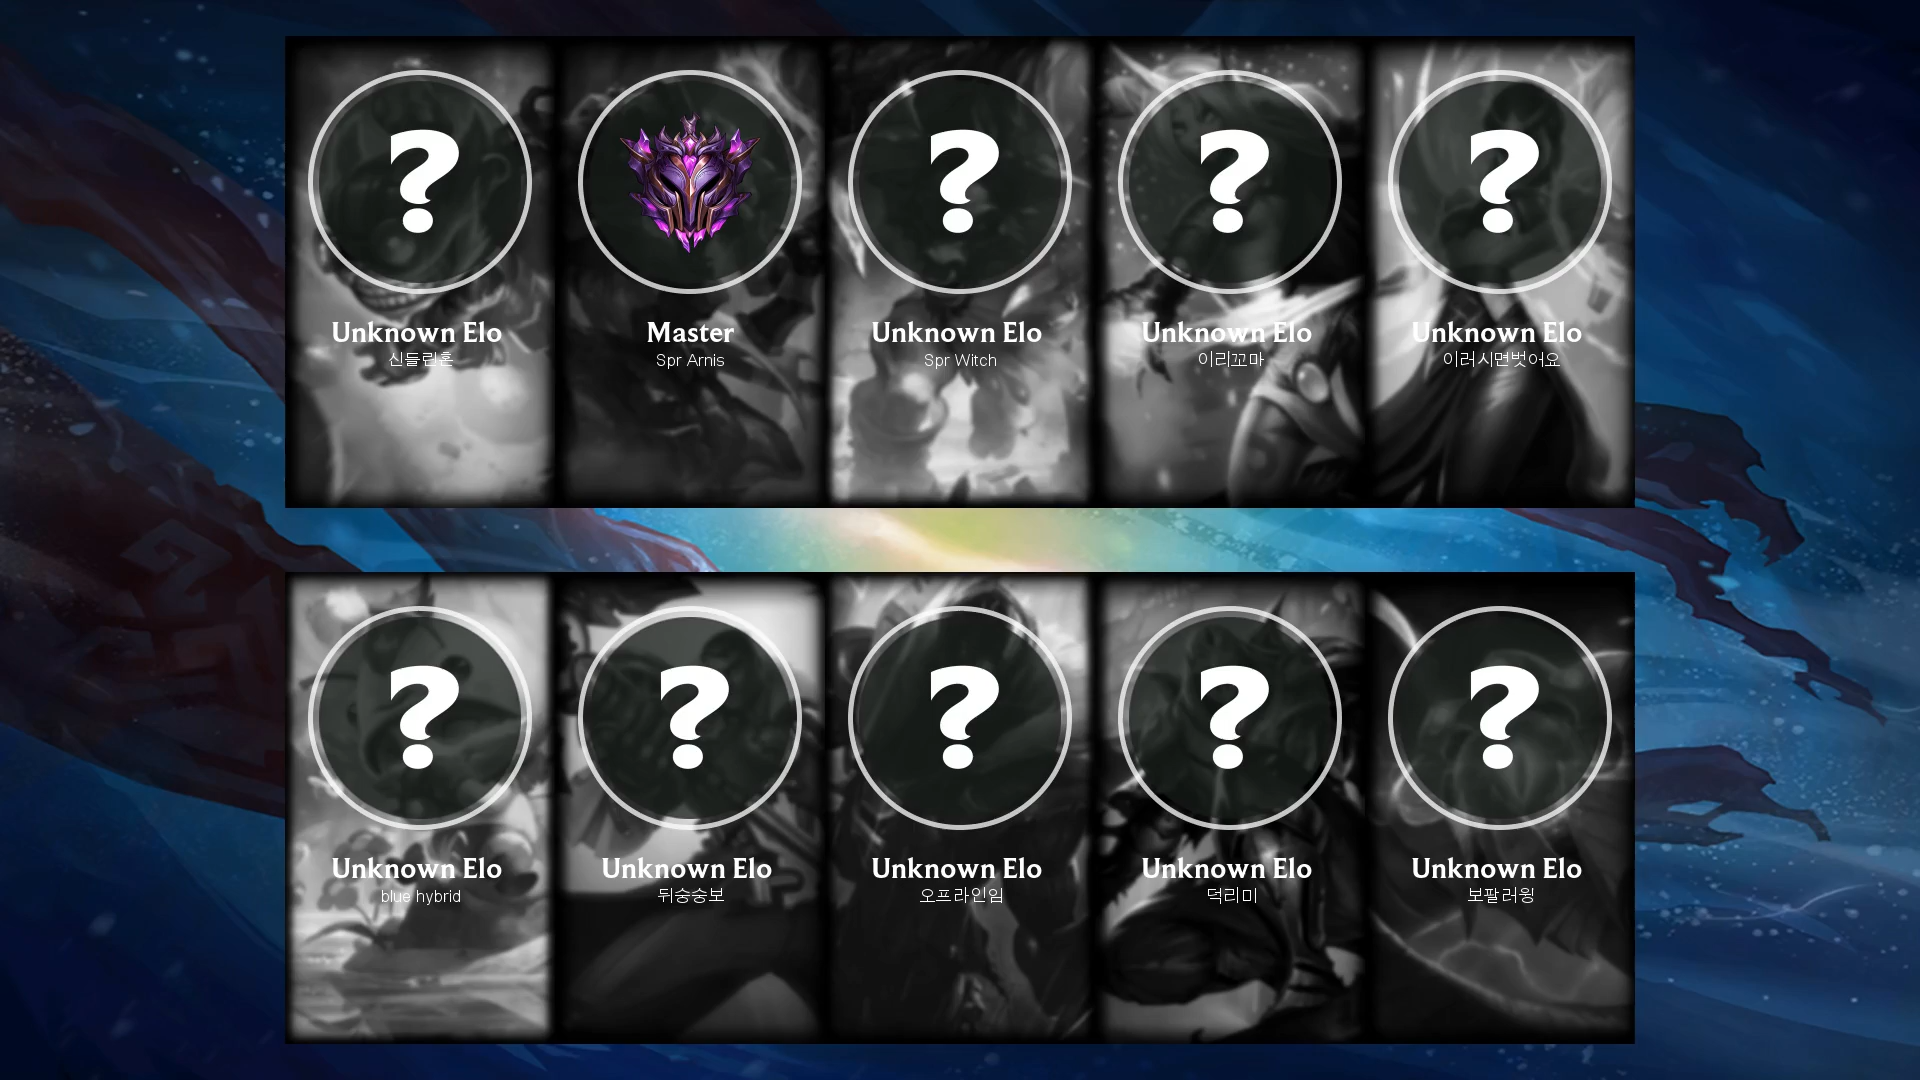 Unknown Elo
신들린혼
Master
Spr Arnis
Unknown Elo
Spr Witch
Unknown Elo
이리꼬마
Unknown Elo
이러시면벗어요
Unknown Elo
blue hybrid
Unknown Elo
뒤숭숭보
Unknown Elo
오프라인임
Unknown Elo
덕리미
Unknown Elo
보팔러윙